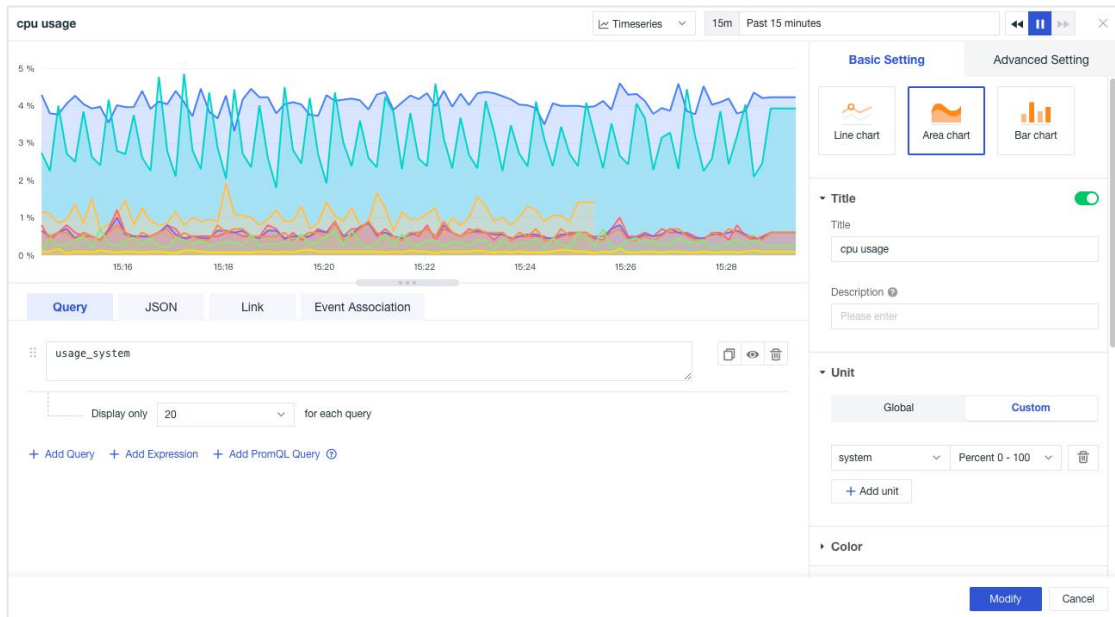 cpu usage
Timeseries
15m Past 15 minutes
5 %
4 %
3 %
2 %
1 %
0 %
15:16 15:18 15:20 15:22 15:24 15:26 15:28
Query JSON Link Event Association
usage_system
Display only 20 for each query
+ Add Query + Add Expression + Add PromQL Query ?
Basic Setting Advanced Setting
Line chart Area chart Bar chart
Title
Title
cpu usage
Description ?
Please enter
Unit
Global Custom
system Percent 0 - 100
+ Add unit
Color
Modify Cancel